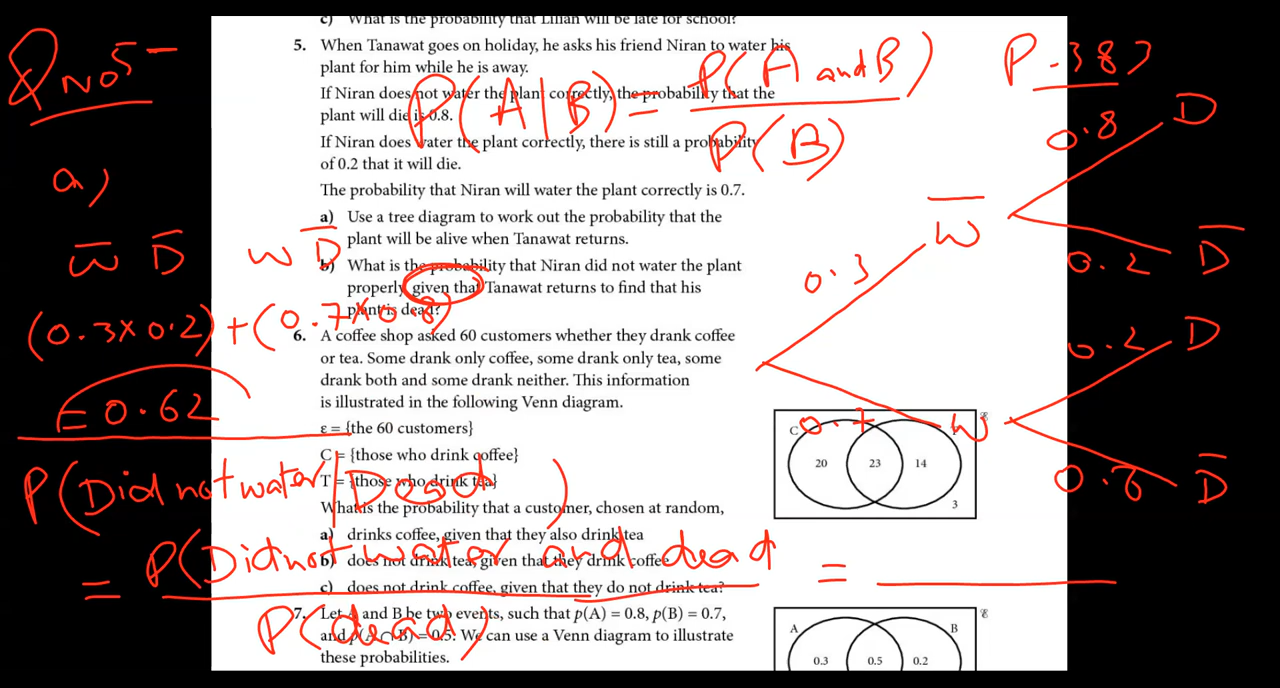 c) What is the probability that Lilian will be late for school?
5. When Tanawat goes on holiday, he asks his friend Niran to water his
plant for him while he is away.
If Niran does not water the plant correctly, the probability that the
plant will die is 0.8.
If Niran does water the plant correctly, there is still a probability
of 0.2 that it will die.
The probability that Niran will water the plant correctly is 0.7.
a) Use a tree diagram to work out the probability that the
plant will be alive when Tanawat returns.
b) What is the probability that Niran did not water the plant
properly given that Tanawat returns to find that his
plant is dead?
6. A coffee shop asked 60 customers whether they drank coffee
or tea. Some drank only coffee, some drank only tea, some
drank both and some drank neither. This information
is illustrated in the following Venn diagram.
ε = {the 60 customers}
C = {those who drink coffee}
T = {those who drink tea}
What is the probability that a customer, chosen at random,
a) drinks coffee, given that they also drink tea
b) does not drink tea, given that they drink coffee
c) does not drink coffee, given that they do not drink tea?
7. Let A and B be two events, such that p(A) = 0.8, p(B) = 0.7,
and p(A∩B) = 0.5. We can use a Venn diagram to illustrate
these probabilities.
C
ℰ
20 23 14
3
ℰ
A B
0.3 0.5 0.2
Q No 5-
a,
W̅ D̅ W D̅
(0.3×0.2)+(0.7×0.8)
=0.62
P(A|B) = P(A and B)
P(B)
P-383
0.8 D
W̅
0.3
0.2 D̅
0.2 D
0.7 W
0.8 D̅
P(Did not water/Dead)
= P(Did not water and dead =
P(dead)